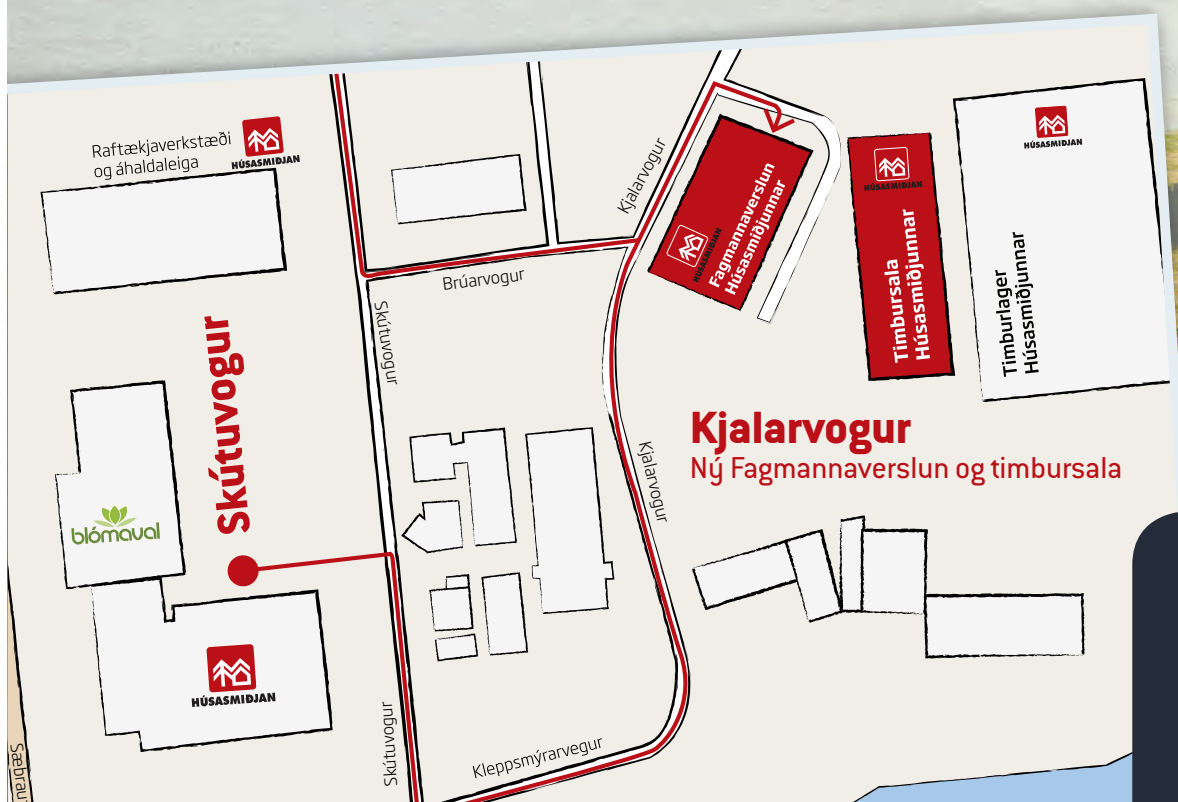 Raftækjaverkstæði
og áhaldaleiga
HÚSASMIÐJAN
Kjalarvogur
HÚSASMIÐJAN
Fagmannaverslun
Húsasmiðjunnar
HÚSASMIÐJAN
Timbursala
Húsasmiðjunnar
HÚSASMIÐJAN
Timburlager
Húsasmiðjunnar
Brúarvogur
Skútuvogur
Skútuvogur
blómaval
Kjalarvogur
Ný Fagmannaverslun og timbursala
Kjalarvogur
HÚSASMIÐJAN
Skútuvogur
Kleppsmýrarvegur
Sæbrau